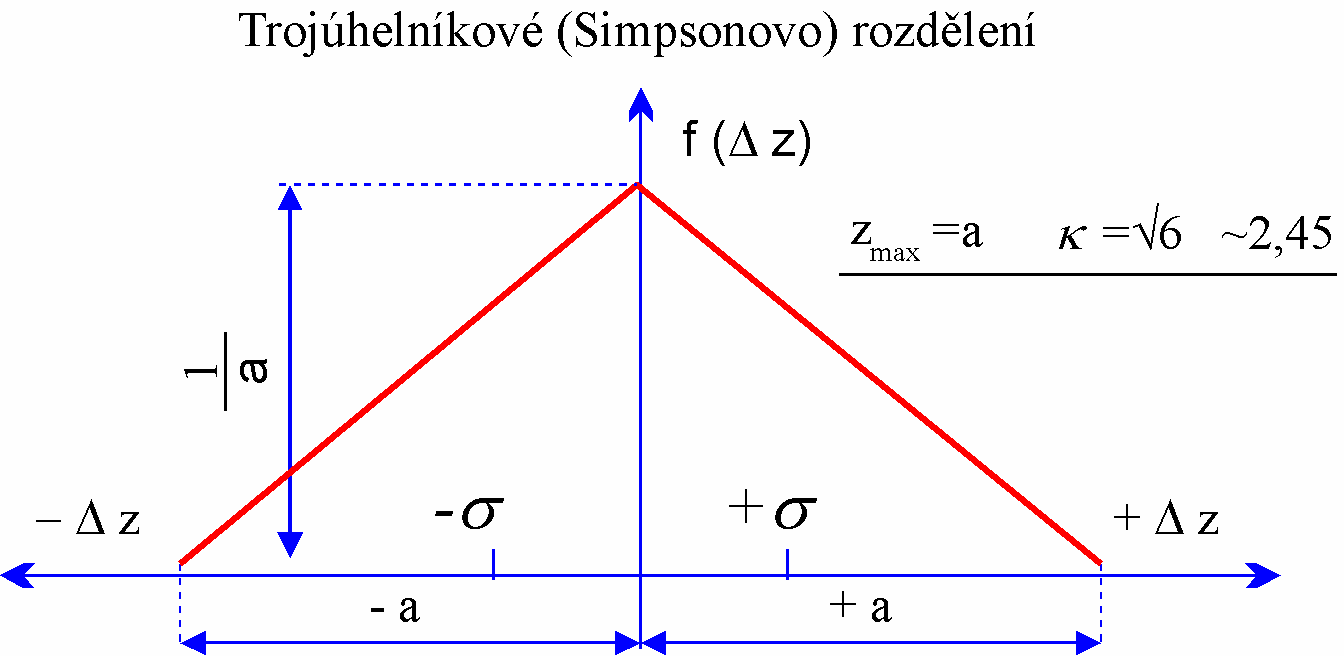 Trojúhelníkové (Simpsonovo) rozdělení
f (Δ z)
z_max =a κ =√6 ~2,45
1/a
-σ +σ
− Δ z + Δ z
- a + a